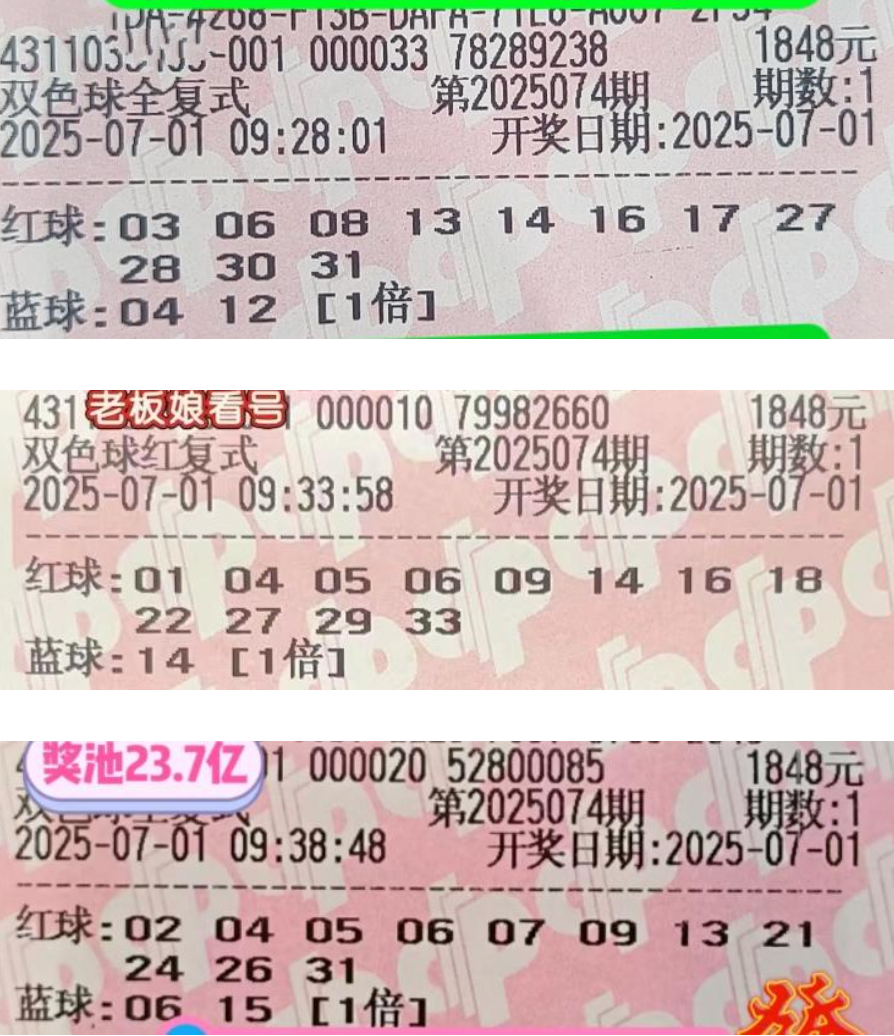 -001 000033 78289238 1848元
双色球全复式 第2025074期 期数:1
2025-07-01 09:28:01 开奖日期:2025-07-01
红球:03 06 08 13 14 16 17 27
28 30 31
蓝球:04 12 [1倍]
431 老板娘看号 000010 79982660 1848元
双色球红复式 第2025074期 期数:1
2025-07-01 09:33:58 开奖日期:2025-07-01
红球:01 04 05 06 09 14 16 18
22 27 29 33
蓝球:14 [1倍]
奖池23.7亿 000020 52800085 1848元
第2025074期 期数:1
2025-07-01 09:38:48 开奖日期:2025-07-01
红球:02 04 05 06 07 09 13 21
24 26 31
蓝球:06 15 [1倍]